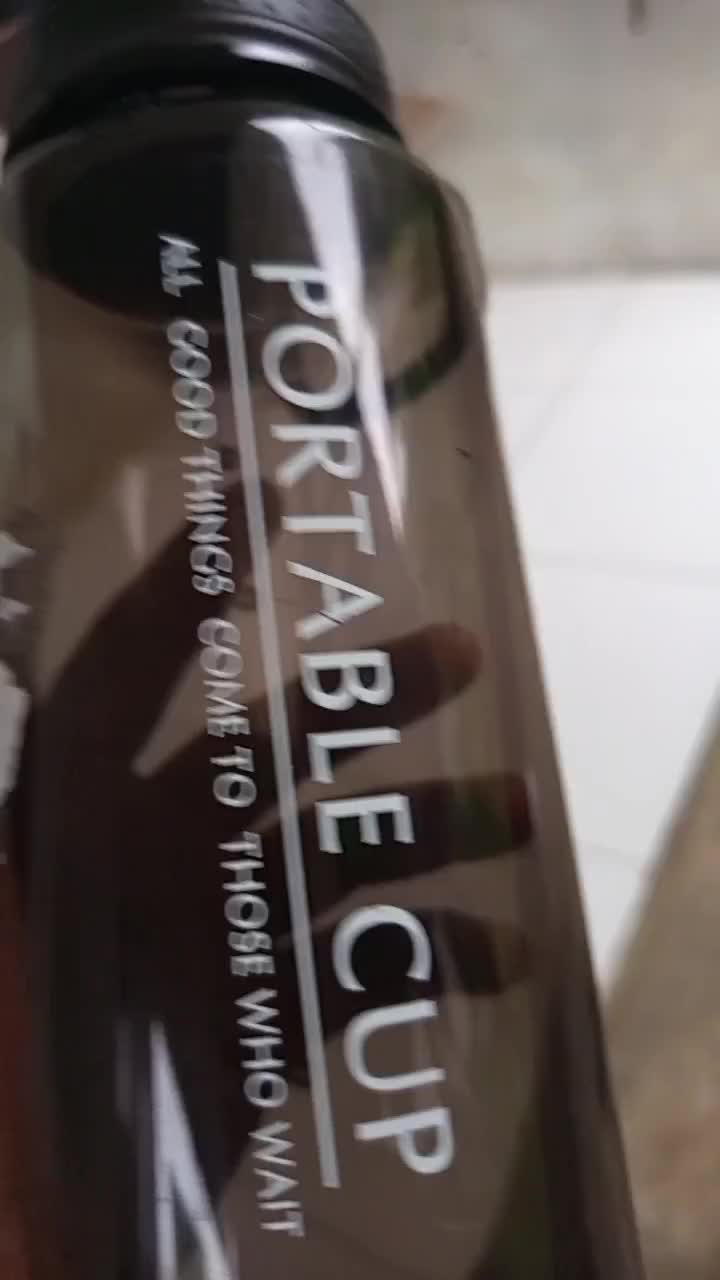 PORTABLE CUP
ALL GOOD THINGS COME TO THOSE WHO WAIT